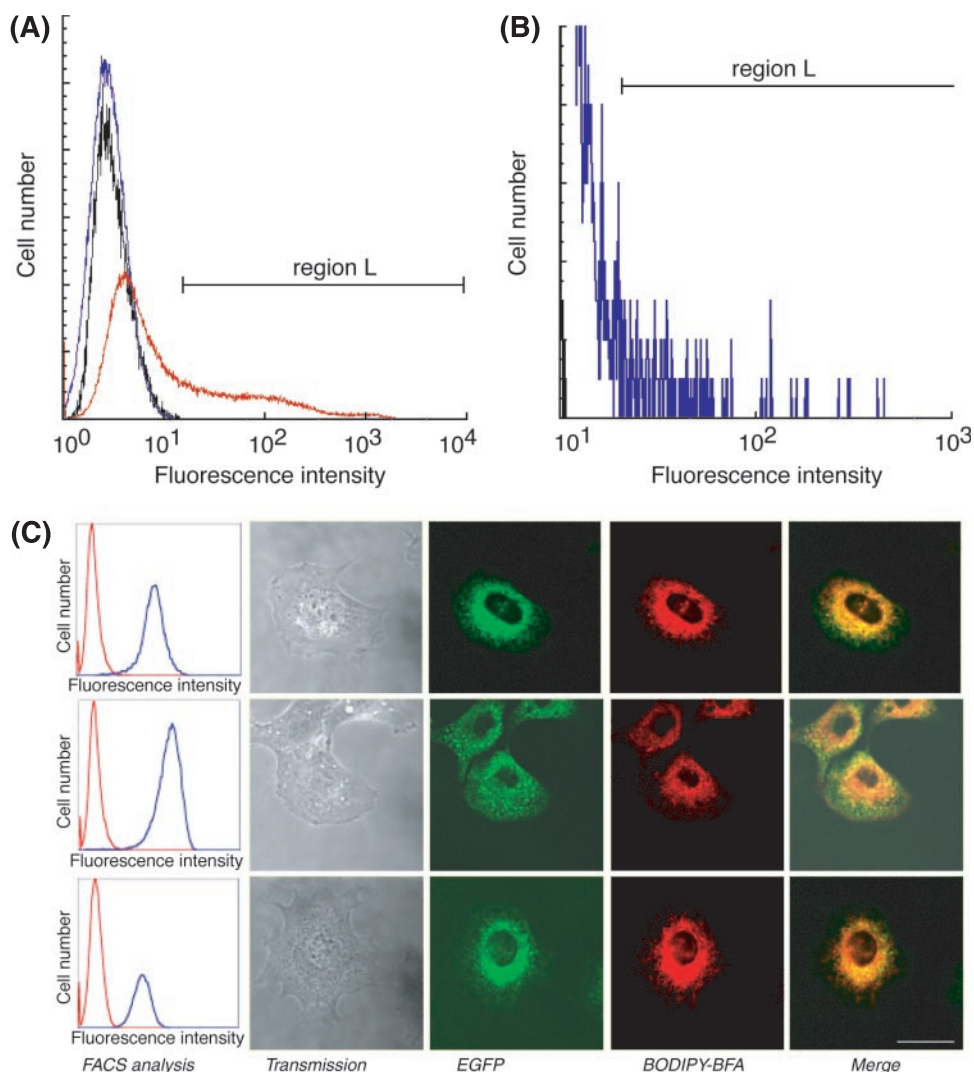 (A)
Cell number
region L
10^0 10^1 10^2 10^3 10^4
Fluorescence intensity
(B)
Cell number
region L
10^1 10^2 10^3
Fluorescence intensity
(C)
Cell number
Fluorescence intensity
Cell number
Fluorescence intensity
Cell number
Fluorescence intensity
FACS analysis Transmission EGFP BODIPY-BFA Merge